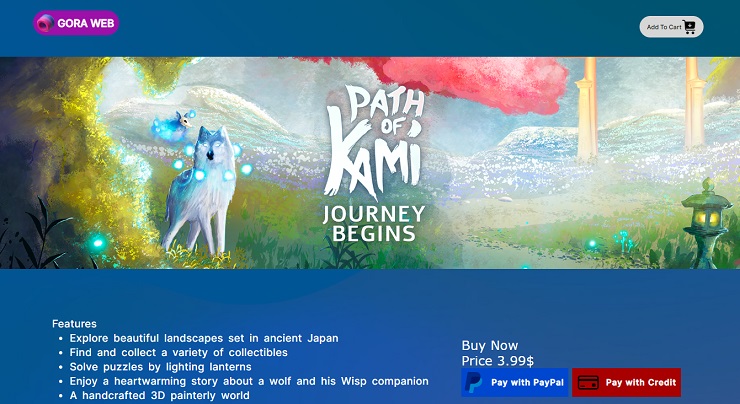 GORA WEB
Add To Cart
PATH
OF
KAMI
JOURNEY
BEGINS
Features
Explore beautiful landscapes set in ancient Japan
Find and collect a variety of collectibles
Solve puzzles by lighting lanterns
Enjoy a heartwarming story about a wolf and his Wisp companion
A handcrafted 3D painterly world
Buy Now
Price 3.99$
Pay with PayPal
Pay with Credit